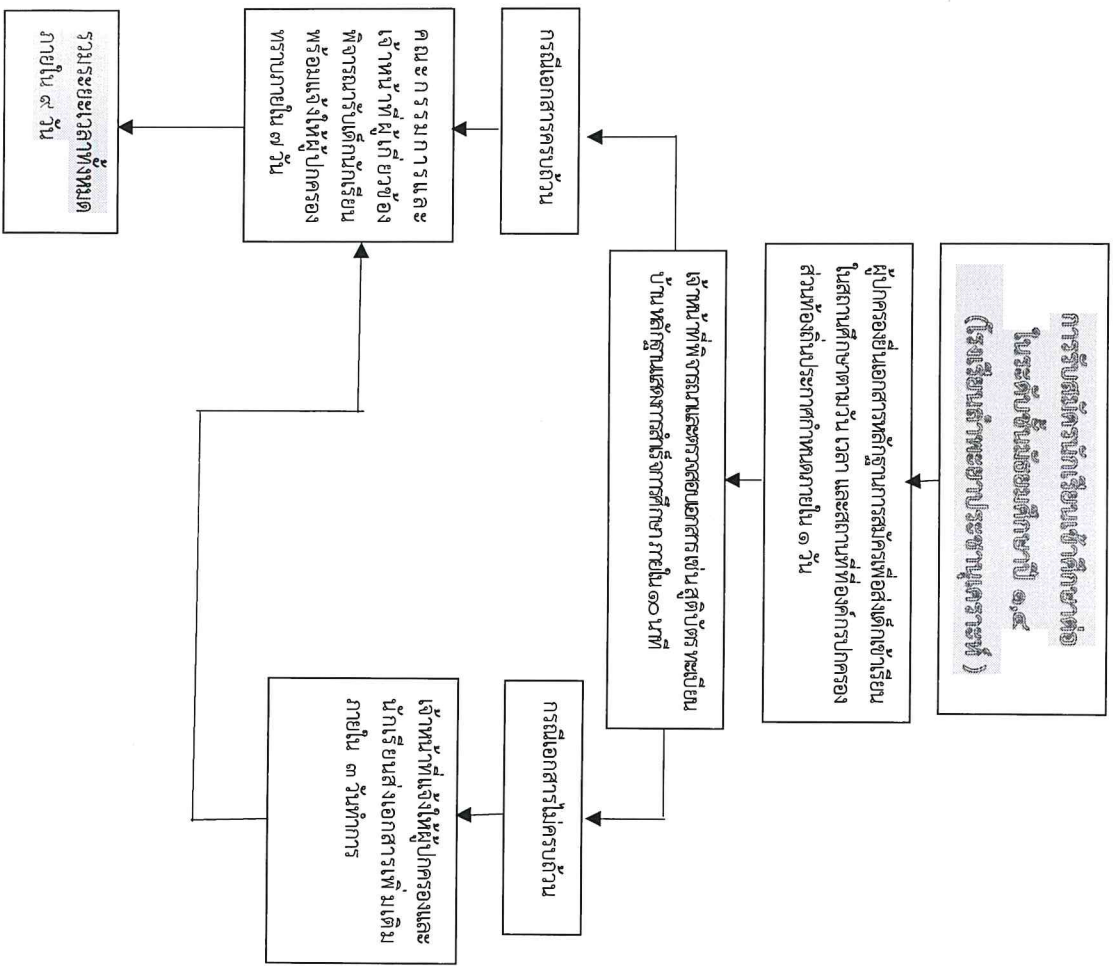 การรับสมัครนักเรียนเข้าศึกษาต่อ
ในระดับชั้นมัธยมศึกษาปี ๑,๔
(โรงเรียนลำทะยาประชานุเคราะห์ )
ผู้ปกครองยื่นเอกสารหลักฐานการสมัครเพื่อส่งเด็กเข้าเรียน
ในสถานศึกษาตามวัน เวลา และสถานที่ที่องค์กรปกครอง
ส่วนท้องถิ่นประกาศกำหนดภายใน ๑ วัน
เจ้าหน้าที่พิจารณาและตรวจสอบเอกสาร เช่น สูติบัตร ทะเบียน
บ้าน หลักฐานแสดงการสำเร็จการศึกษา ภายใน ๑๐ นาที
กรณีเอกสารครบถ้วน
คณะกรรมการและ
เจ้าหน้าที่ผู้เกี่ยวข้อง
พิจารณารับเด็กนักเรียน
พร้อมแจ้งให้ผู้ปกครอง
ทราบภายใน ๗ วัน
รวมระยะเวลาทั้งหมด
ภายใน ๙ วัน
กรณีเอกสารไม่ครบถ้วน
เจ้าหน้าที่แจ้งให้ผู้ปกครองและ
นักเรียนส่งเอกสารเพิ่มเติม
ภายใน ๓ วันทำการ